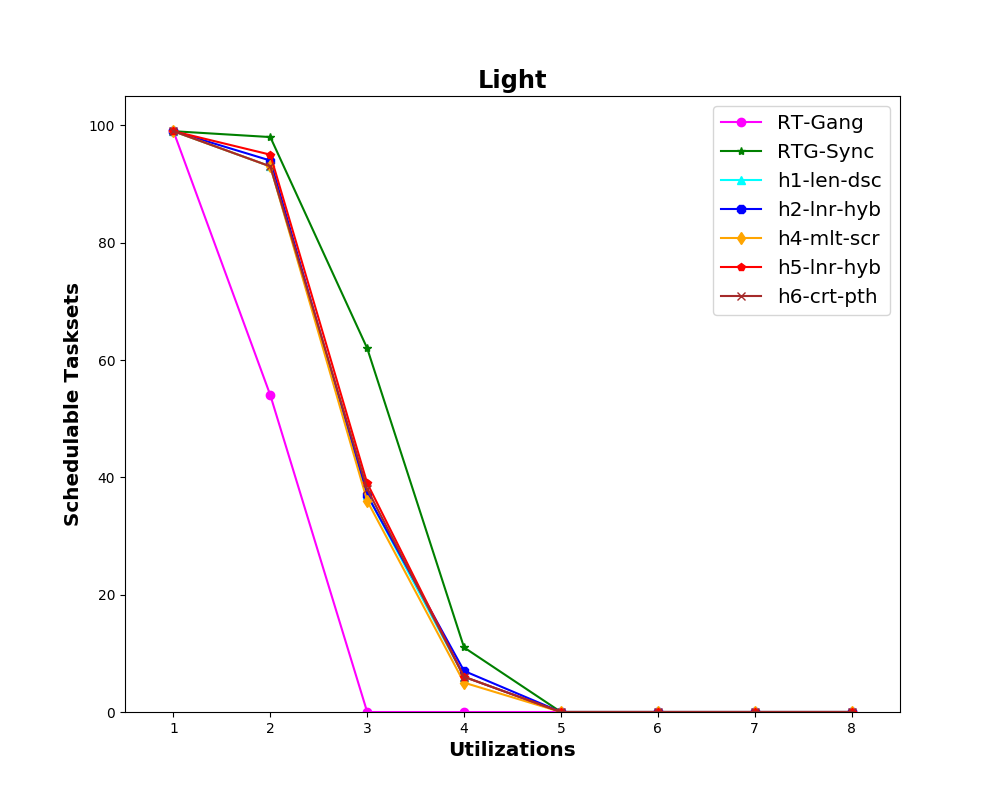 Light
Schedulable Tasksets
100
80
60
40
20
0
RT-Gang
RTG-Sync
h1-len-dsc
h2-lnr-hyb
h4-mlt-scr
h5-lnr-hyb
h6-crt-pth
1 2 3 4 5 6 7 8
Utilizations